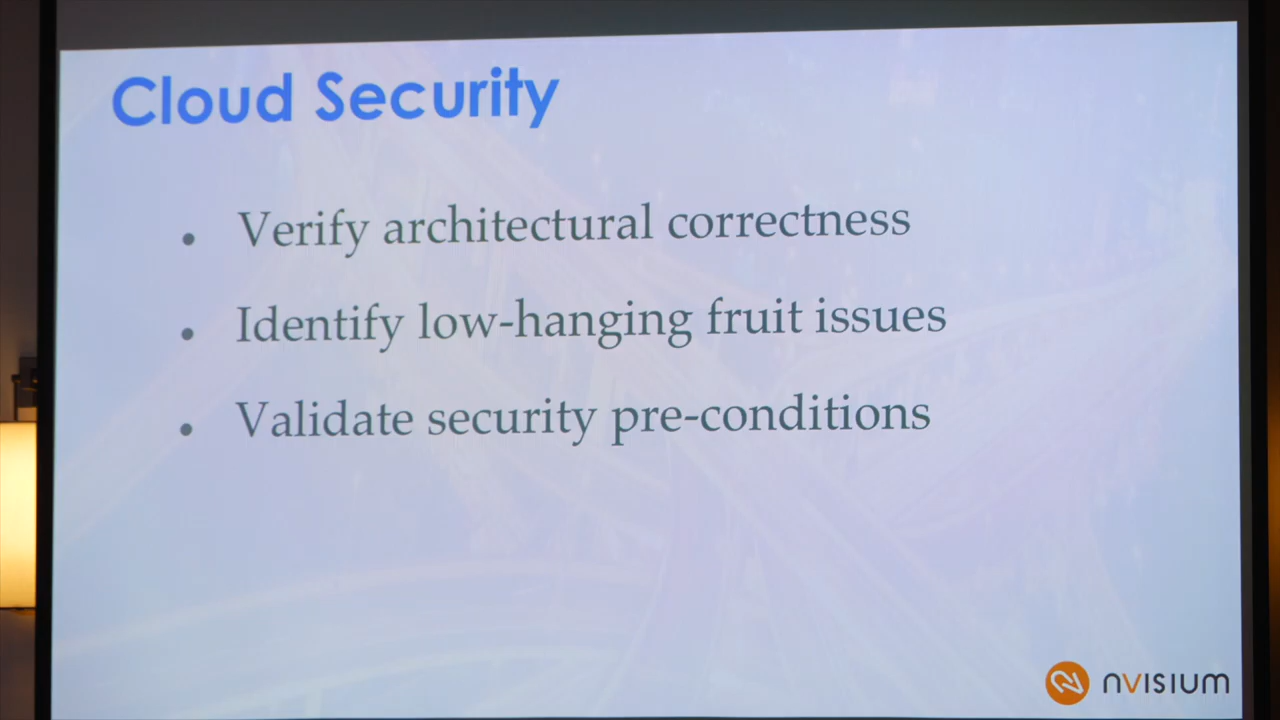 Cloud Security
• Verify architectural correctness
• Identify low-hanging fruit issues
• Validate security pre-conditions
nVISIUM